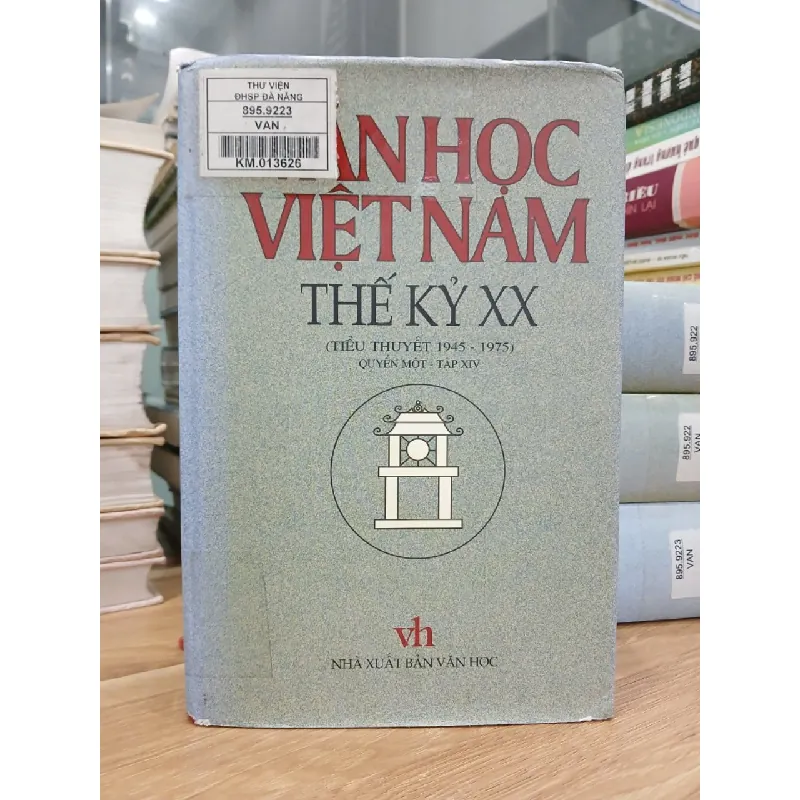 THƯ VIỆN
ĐHSP ĐÀ NẴNG
895.9223
VAN
KM.013626
VĂN HỌC
VIỆT NAM
THẾ KỶ XX
(TIỂU THUYẾT 1945 - 1975)
QUYỂN MỘT - TẬP XIV
vh
NHÀ XUẤT BẢN VĂN HỌC
895.922
895.922
VAN
895.9223
VAN